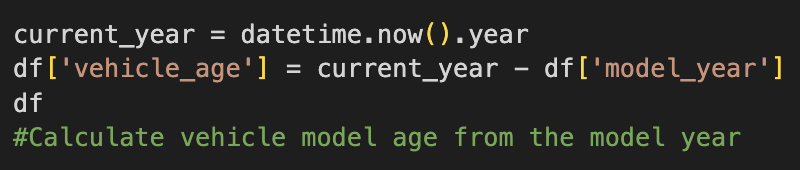 current_year = datetime.now().year
df['vehicle_age'] = current_year - df['model_year']
df
#Calculate vehicle model age from the model year